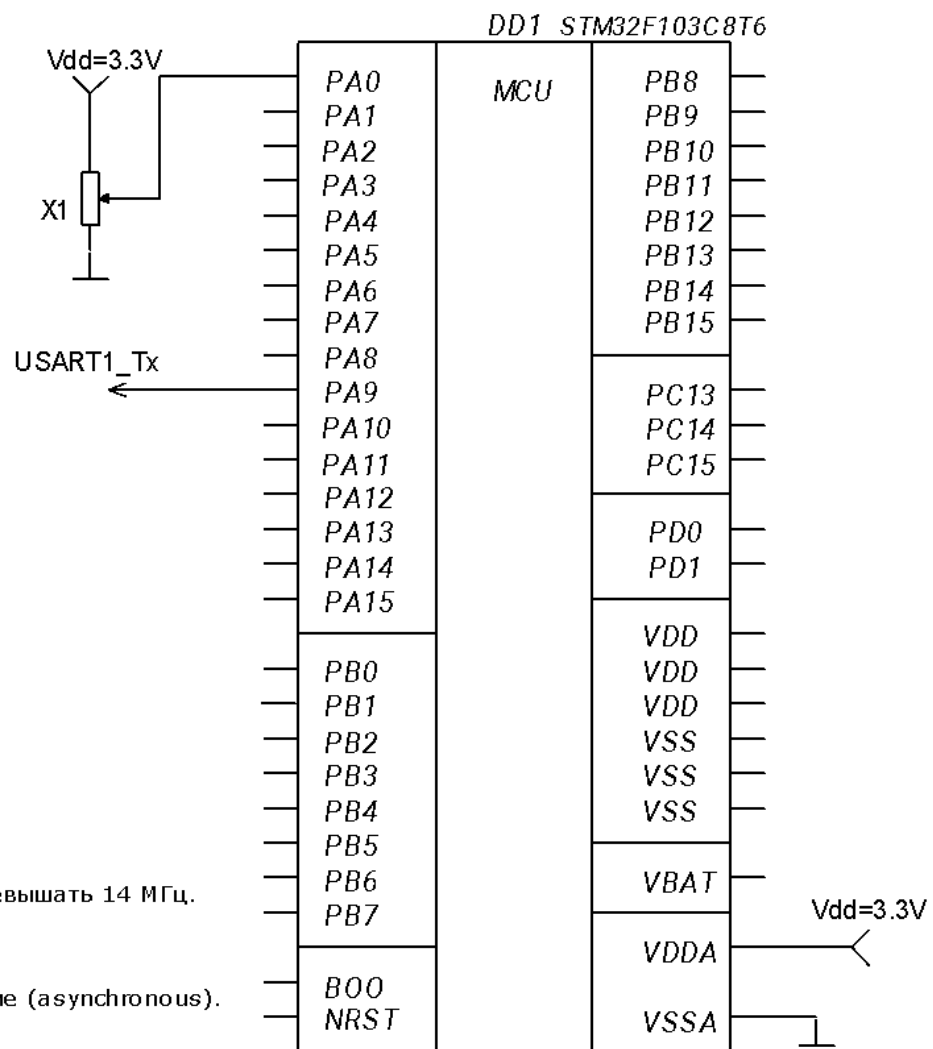 DD1 STM32F103C8T6
Vdd=3.3V
X1
USART1_Tx
MCU
PA0
PA1
PA2
PA3
PA4
PA5
PA6
PA7
PA8
PA9
PA10
PA11
PA12
PA13
PA14
PA15
PB0
PB1
PB2
PB3
PB4
PB5
PB6
PB7
BOO
NRST
PB8
PB9
PB10
PB11
PB12
PB13
PB14
PB15
PC13
PC14
PC15
PD0
PD1
VDD
VDD
VDD
VSS
VSS
VSS
VBAT
VDDA
VSSA
Vdd=3.3V
евышать 14 МГц.
ие (asynchronous).